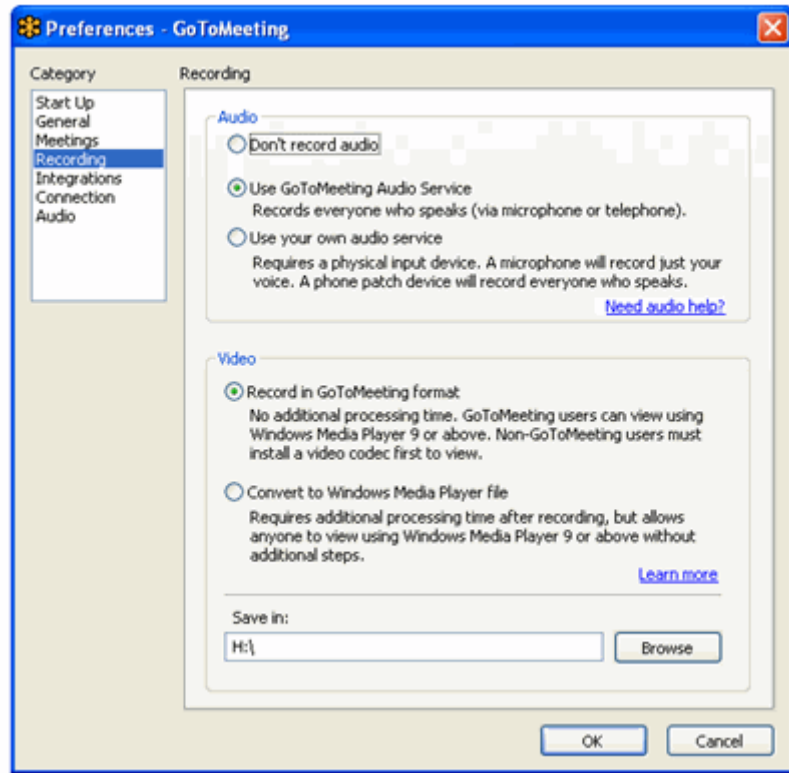 Preferences - GoToMeeting
Category
Recording
Start Up
General
Meetings
Recording
Integrations
Connection
Audio
Audio
Don't record audio
Use GoToMeeting Audio Service
Records everyone who speaks (via microphone or telephone).
Use your own audio service
Requires a physical input device. A microphone will record just your
voice. A phone patch device will record everyone who speaks.
Need audio help?
Video
Record in GoToMeeting format
No additional processing time. GoToMeeting users can view using
Windows Media Player 9 or above. Non-GoToMeeting users must
install a video codec first to view.
Convert to Windows Media Player file
Requires additional processing time after recording, but allows
anyone to view using Windows Media Player 9 or above without
additional steps.
Learn more
Save in:
H:\
Browse
OK
Cancel